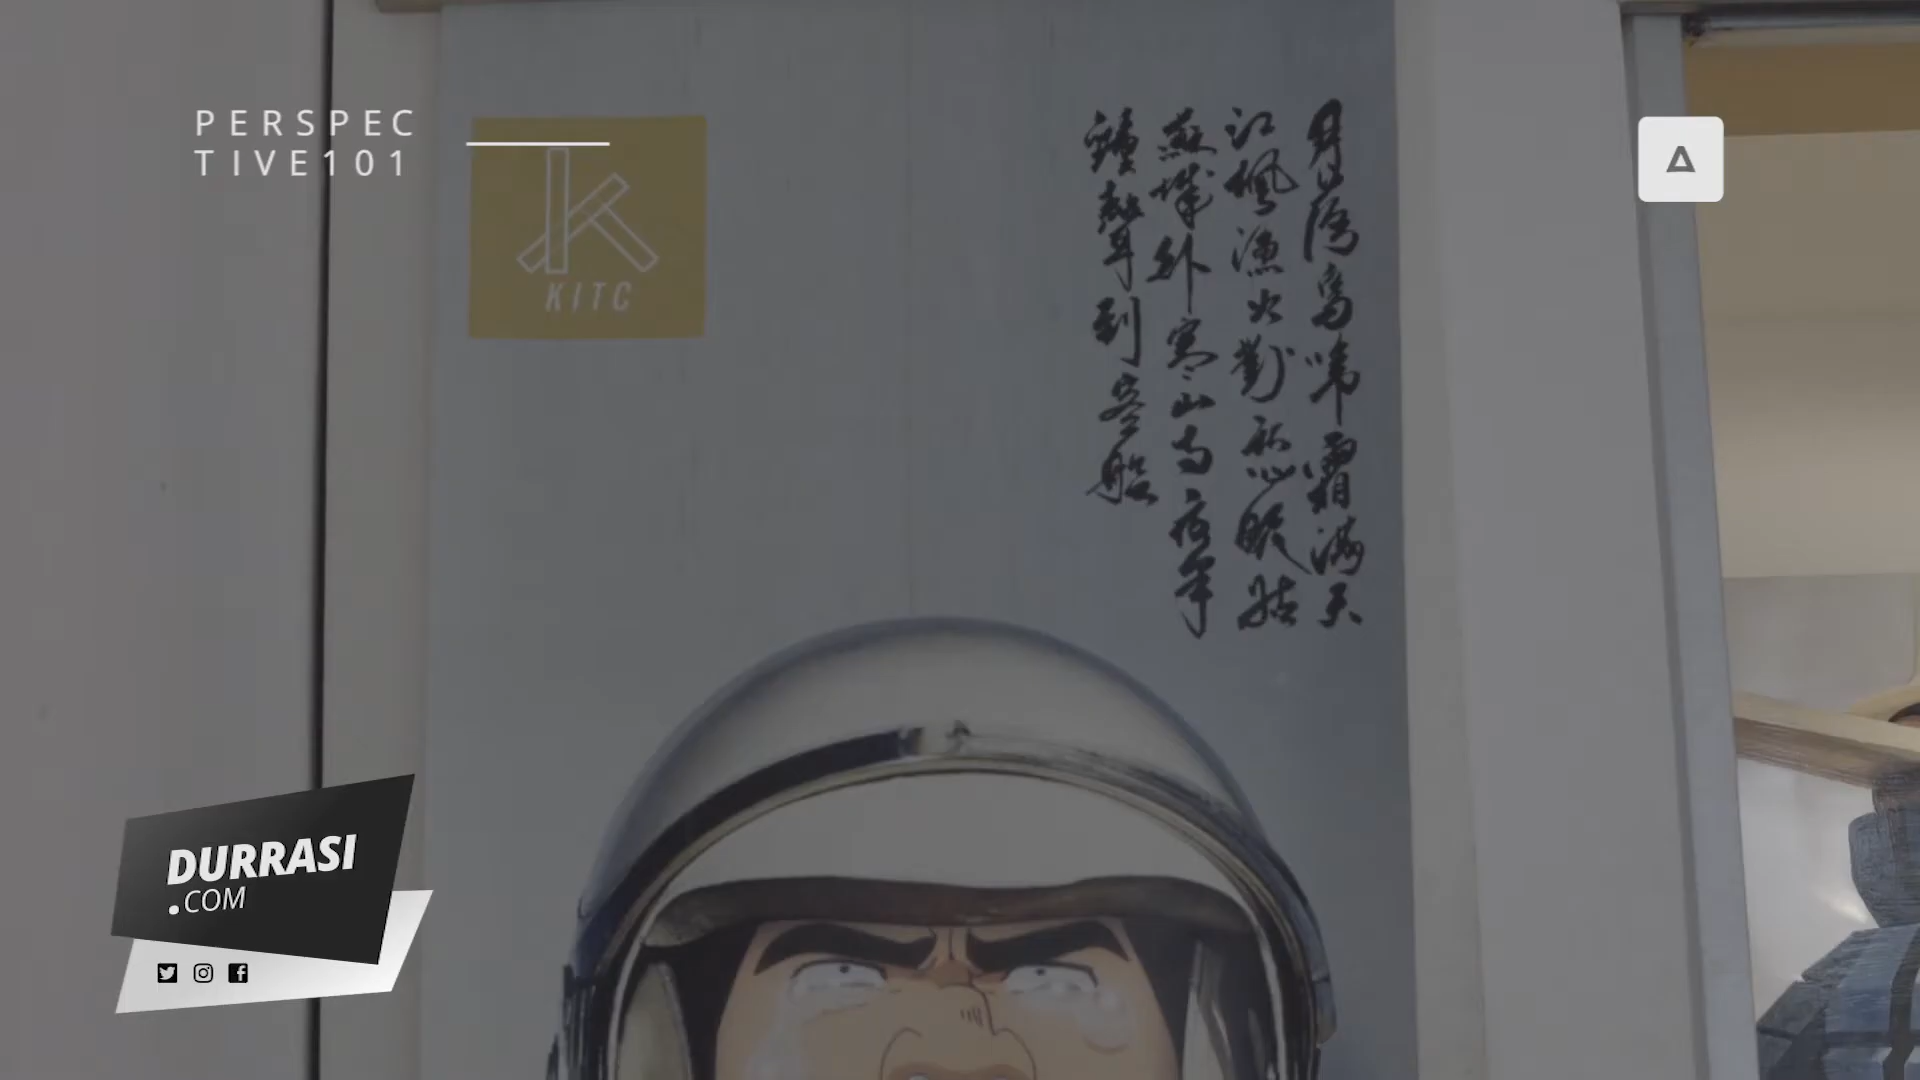 PERSPEC
TIVE101
KITC
月落烏啼霜滿天
江楓漁火對愁眠姑
蘇城外寒山寺夜半
鐘聲到客船
DURRASI
.COM